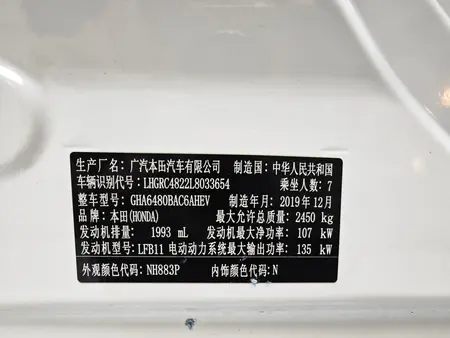 生产厂名：广汽本田汽车有限公司 制造国：中华人民共和国
车辆识别代号：LHGRC4822L8033654 乘坐人数：7
整车型号：GHA6480BAC6AHEV 制造年月：2019年12月
品牌：本田(HONDA) 最大允许总质量：2450 kg
发动机排量：1993 mL 发动机最大净功率：107 kW
发动机型号：LFB11 电动动力系统最大输出功率：135 kW
外观颜色代码：NH883P 内饰颜色代码：N